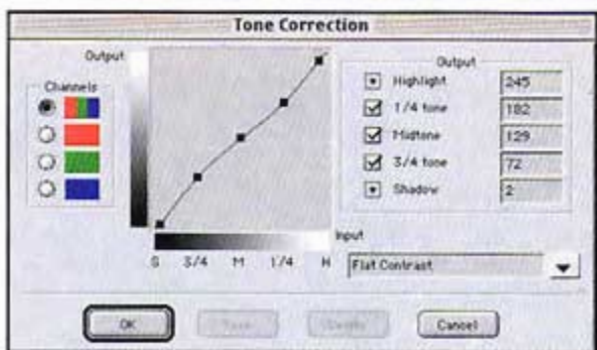 Tone Correction
Output
Channels
Output
Highlight 245
1/4 tone 182
Midtone 129
3/4 tone 72
Shadow 2
Input
S 3/4 M 1/4 H
Flat Contrast
OK
Cancel